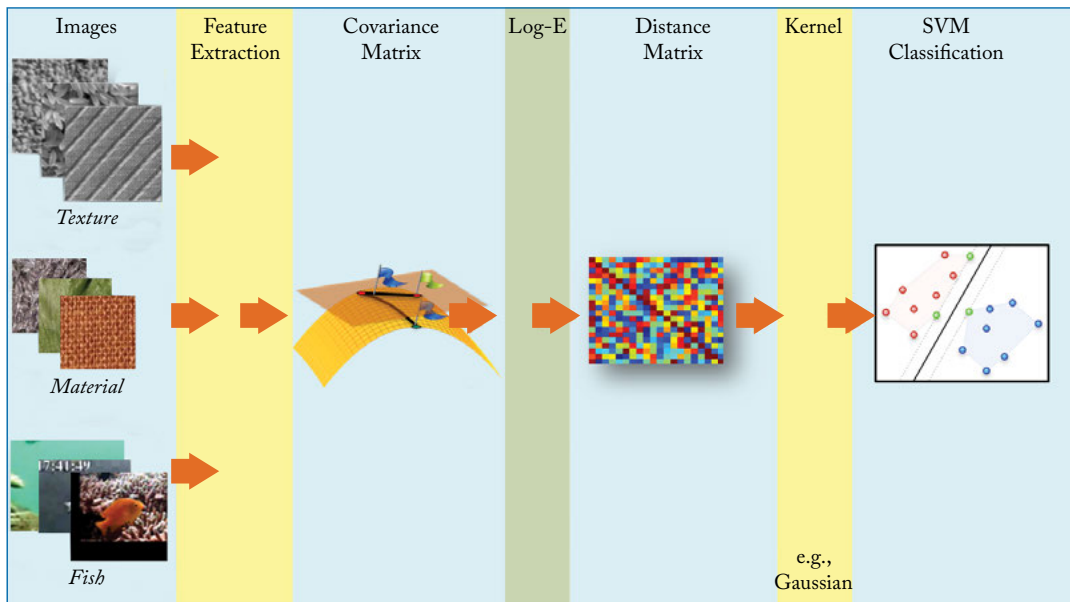 Images
Feature
Extraction
Covariance
Matrix
Log-E
Distance
Matrix
Kernel
SVM
Classification
Texture
Material
17:41:49
Fish
e.g.,
Gaussian